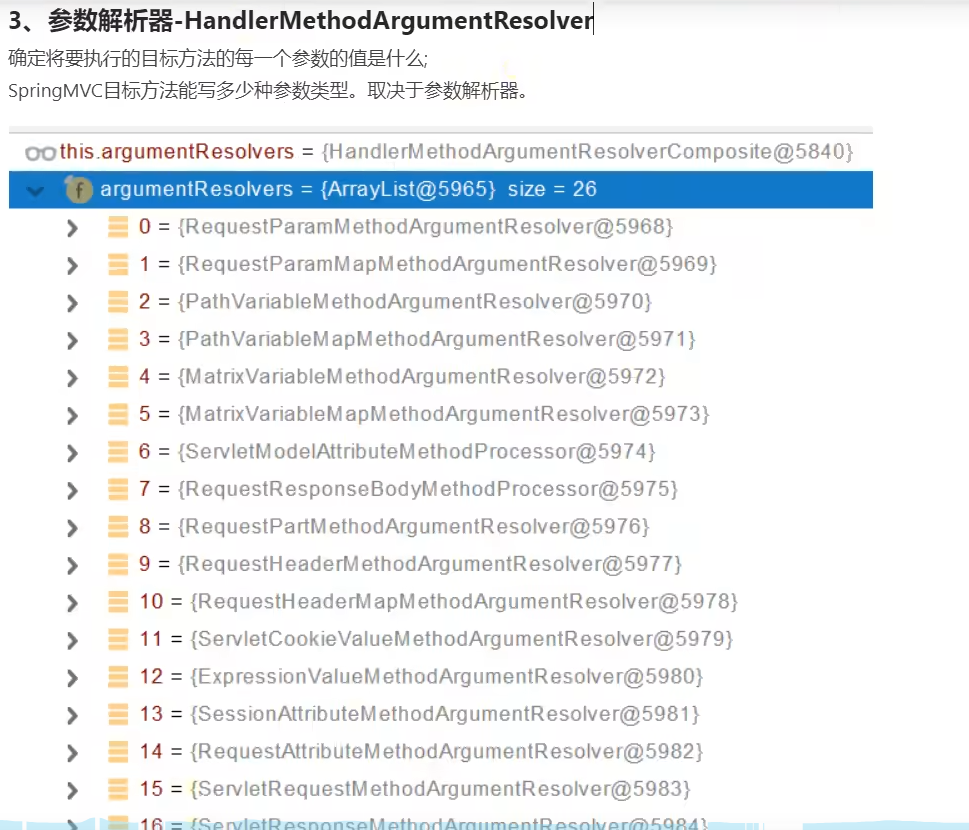 3、参数解析器-HandlerMethodArgumentResolver
确定将要执行的目标方法的每一个参数的值是什么;
SpringMVC目标方法能写多少种参数类型。取决于参数解析器。
this.argumentResolvers = {HandlerMethodArgumentResolverComposite@5840}
f argumentResolvers = {ArrayList@5965} size = 26
0 = {RequestParamMethodArgumentResolver@5968}
1 = {RequestParamMapMethodArgumentResolver@5969}
2 = {PathVariableMethodArgumentResolver@5970}
3 = {PathVariableMapMethodArgumentResolver@5971}
4 = {MatrixVariableMethodArgumentResolver@5972}
5 = {MatrixVariableMapMethodArgumentResolver@5973}
6 = {ServletModelAttributeMethodProcessor@5974}
7 = {RequestResponseBodyMethodProcessor@5975}
8 = {RequestPartMethodArgumentResolver@5976}
9 = {RequestHeaderMethodArgumentResolver@5977}
10 = {RequestHeaderMapMethodArgumentResolver@5978}
11 = {ServletCookieValueMethodArgumentResolver@5979}
12 = {ExpressionValueMethodArgumentResolver@5980}
13 = {SessionAttributeMethodArgumentResolver@5981}
14 = {RequestAttributeMethodArgumentResolver@5982}
15 = {ServletRequestMethodArgumentResolver@5983}
16 = {ServletResponseMethodArgumentResolver@5984}